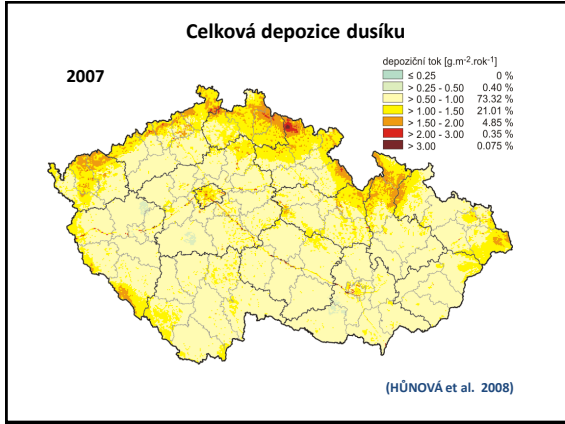 Celková depozice dusíku
2007
depoziční tok [g.m-2.rok-1]
≤ 0.25 0 %
> 0.25 - 0.50 0.40 %
> 0.50 - 1.00 73.32 %
> 1.00 - 1.50 21.01 %
> 1.50 - 2.00 4.85 %
> 2.00 - 3.00 0.35 %
> 3.00 0.075 %
(HŮNOVÁ et al. 2008)